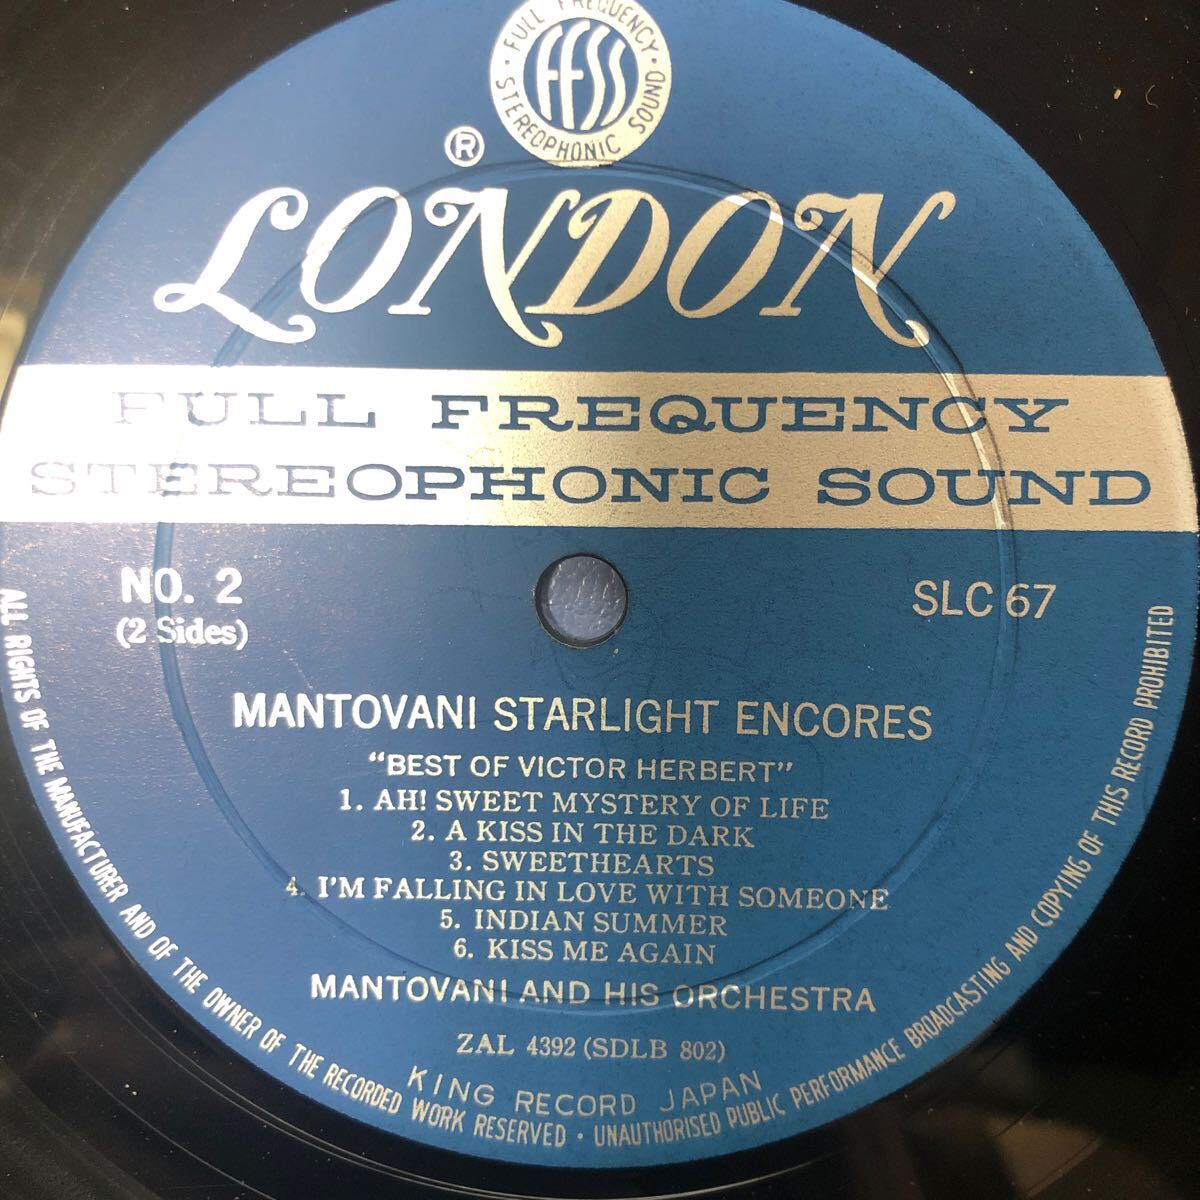 · FULL FREQUENCY · STEREOPHONIC SOUND
FFSS
®
LONDON
FULL FREQUENCY
STEREOPHONIC SOUND
NO. 2
(2 Sides)
SLC 67
MANTOVANI STARLIGHT ENCORES
"BEST OF VICTOR HERBERT"
1. AH! SWEET MYSTERY OF LIFE
2. A KISS IN THE DARK
3. SWEETHEARTS
4. I'M FALLING IN LOVE WITH SOMEONE
5. INDIAN SUMMER
6. KISS ME AGAIN
MANTOVANI AND HIS ORCHESTRA
ZAL 4392 (SDLB 802)
KING RECORD JAPAN
ALL RIGHTS OF THE MANUFACTURER AND OF THE OWNER OF THE RECORDED WORK RESERVED · UNAUTHORISED PUBLIC PERFORMANCE BROADCASTING AND COPYING OF THIS RECORD PROHIBITED